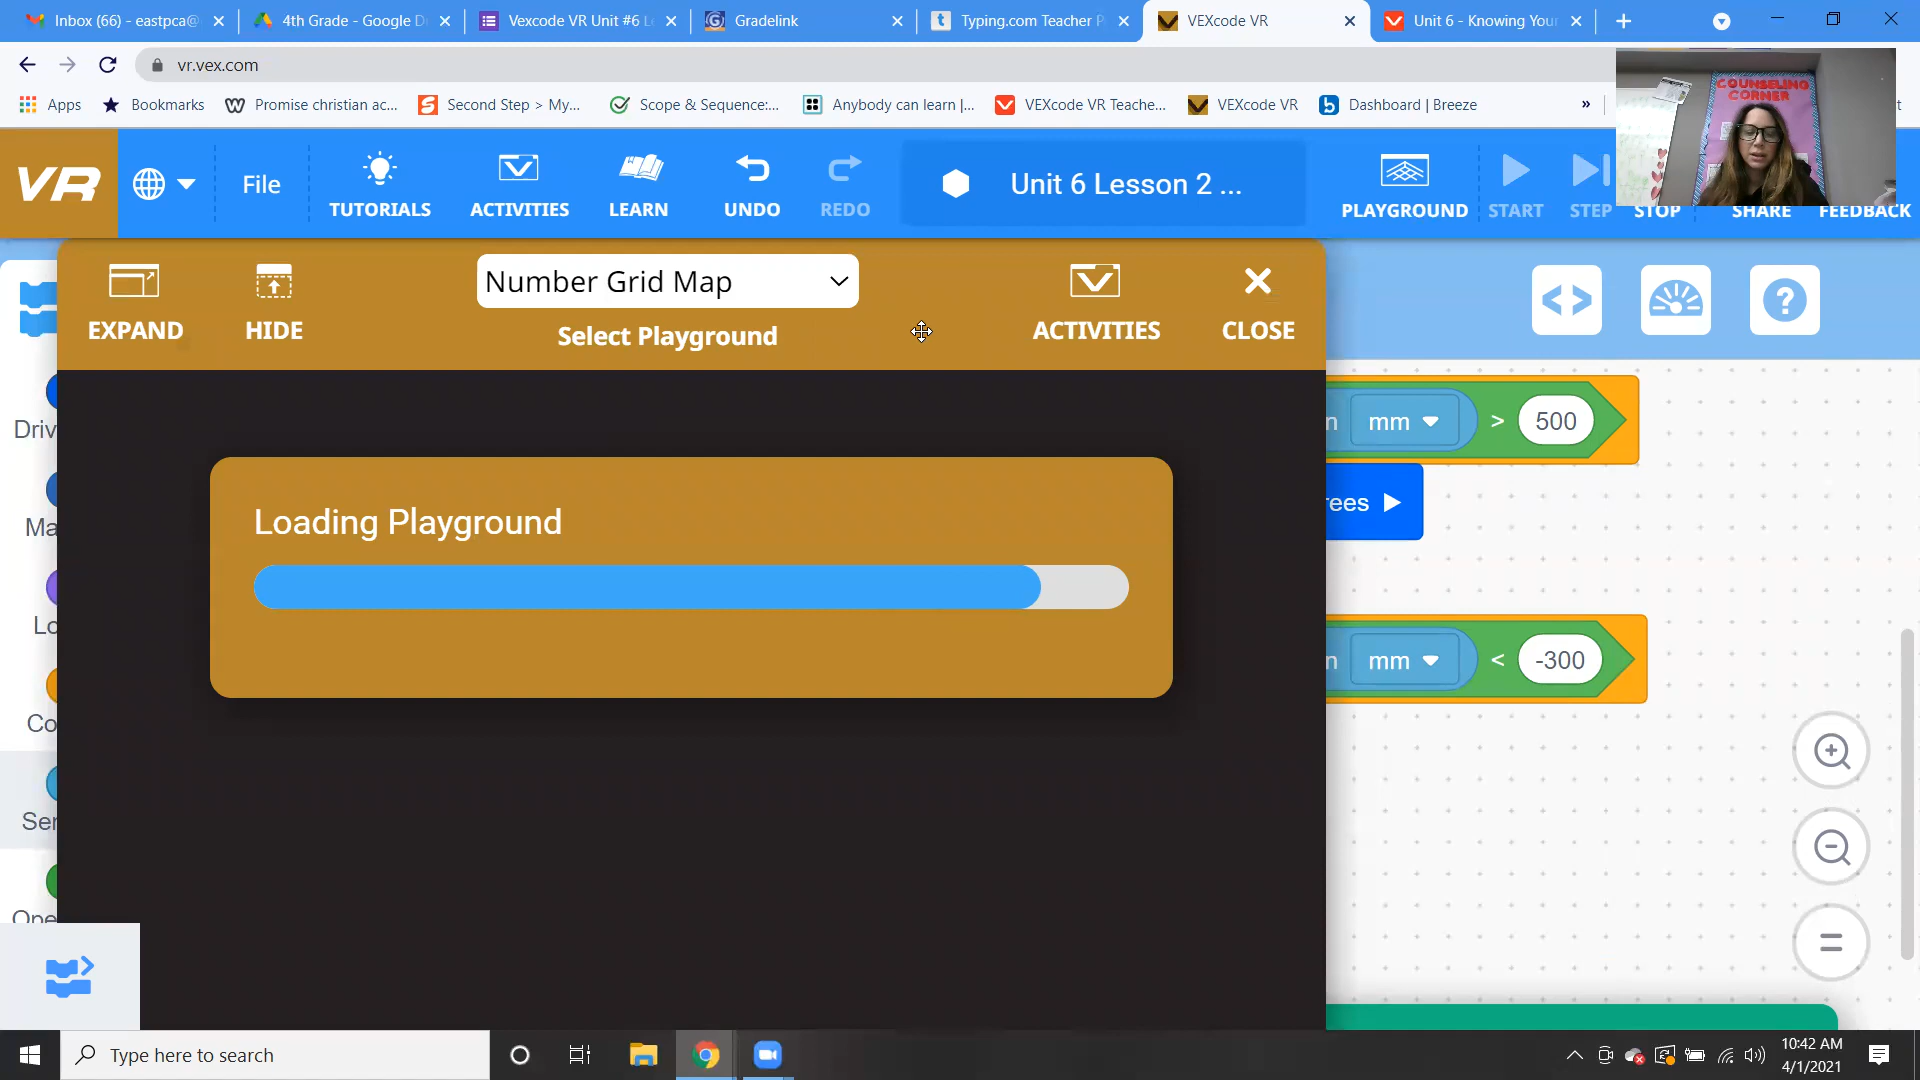 Inbox (66) - eastpca@
4th Grade - Google D
Vexcode VR Unit #6 L
Gradelink
Typing.com Teacher P
VEXcode VR
Unit 6 - Knowing Your
vr.vex.com
Apps
Bookmarks
Promise christian ac...
Second Step > My...
Scope & Sequence:...
Anybody can learn |...
VEXcode VR Teache...
VEXcode VR
Dashboard | Breeze
»
COUNSELING
CORNER
VR
File
TUTORIALS
ACTIVITIES
LEARN
UNDO
REDO
Unit 6 Lesson 2 ...
PLAYGROUND
START
STEP
STOP
SHARE
FEEDBACK
EXPAND
HIDE
Number Grid Map
Select Playground
ACTIVITIES
CLOSE
Driv
Ma
Lo
Co
Ser
Ope
Loading Playground
n mm > 500
rees
n mm < -300
Type here to search
10:42 AM
4/1/2021